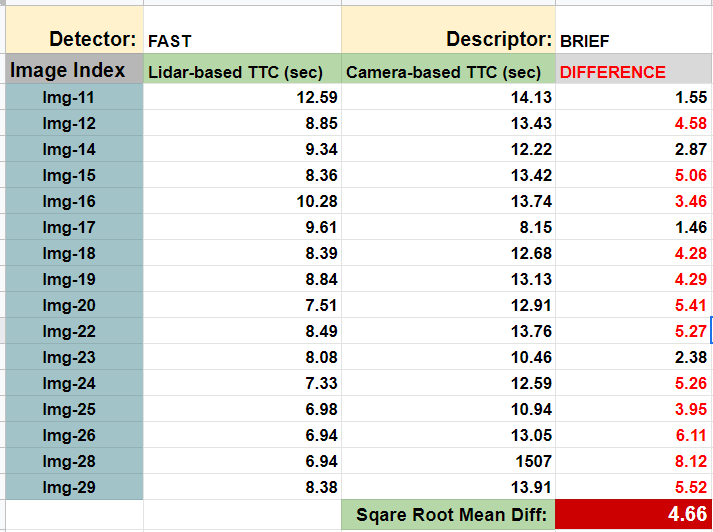 Detector: FAST Descriptor: BRIEF
Image Index Lidar-based TTC (sec) Camera-based TTC (sec) DIFFERENCE
Img-11 12.59 14.13 1.55
Img-12 8.85 13.43 4.58
Img-14 9.34 12.22 2.87
Img-15 8.36 13.42 5.06
Img-16 10.28 13.74 3.46
Img-17 9.61 8.15 1.46
Img-18 8.39 12.68 4.28
Img-19 8.84 13.13 4.29
Img-20 7.51 12.91 5.41
Img-22 8.49 13.76 5.27
Img-23 8.08 10.46 2.38
Img-24 7.33 12.59 5.26
Img-25 6.98 10.94 3.95
Img-26 6.94 13.05 6.11
Img-28 6.94 1507 8.12
Img-29 8.38 13.91 5.52
Sqare Root Mean Diff: 4.66